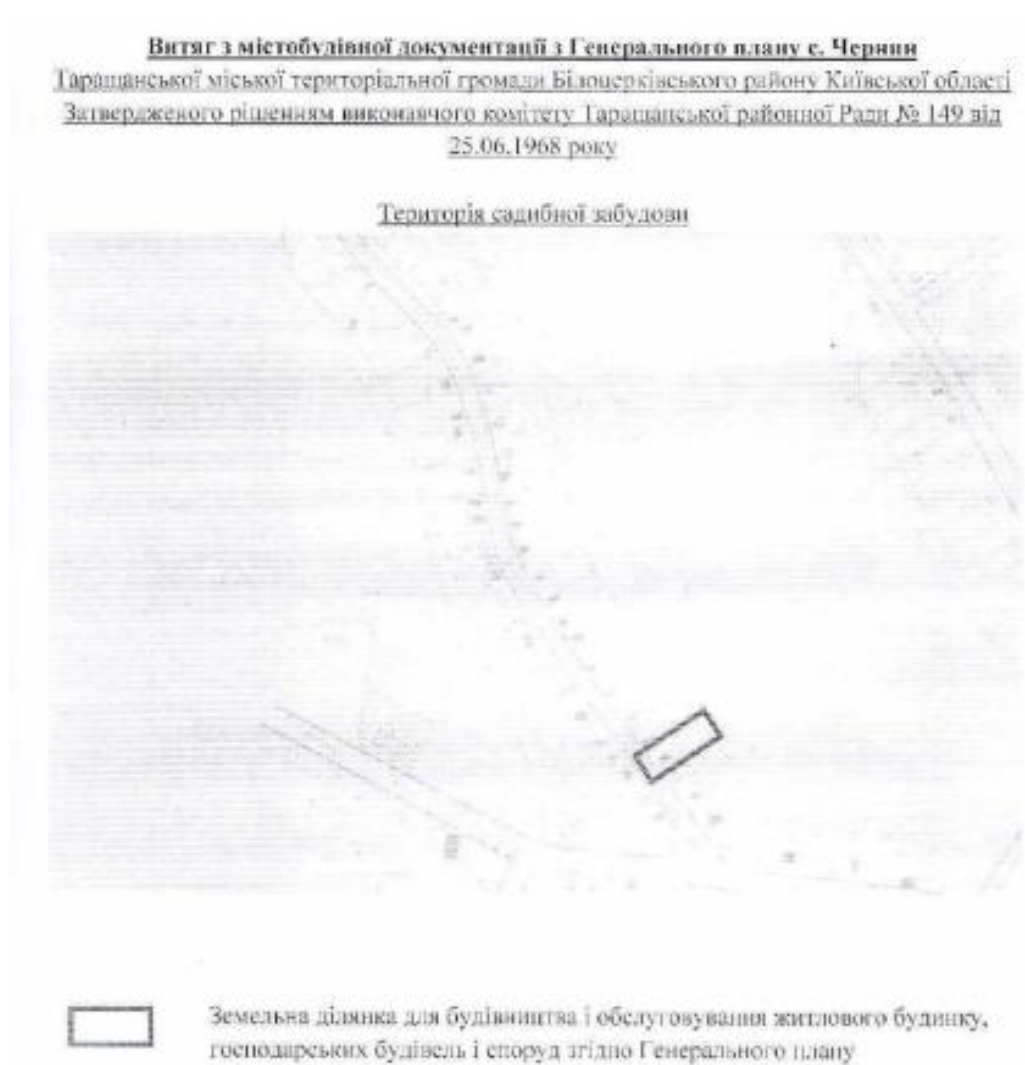 Витяг з містобудівної документації з Генерального плану с. Чернин
Таращанської міської територіальної громади Білоцерківського району Київської області
Затвердженого рішенням виконавчого комітету Таращанської районної Ради № 149 від
25.06.1968 року
Територія садибної забудови
Земельна ділянка для будівництва і обслуговування житлового будинку,
господарських будівель і споруд згідно Генерального плану